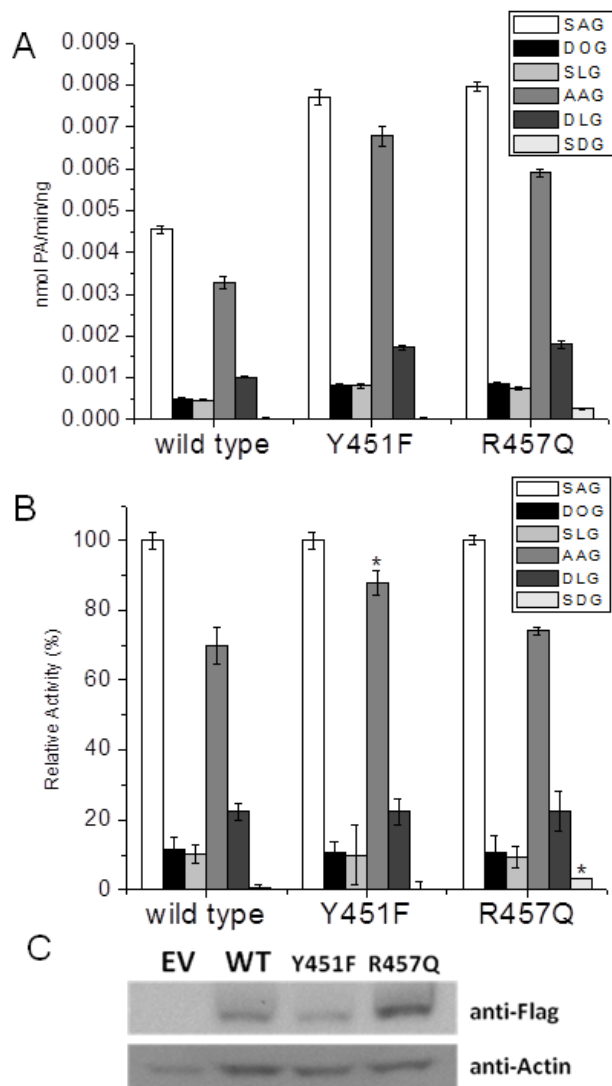 A
SAG
DOG
SLG
AAG
DLG
SDG
nmol PA/min/ng
0.009
0.008
0.007
0.006
0.005
0.004
0.003
0.002
0.001
0.000
wild type Y451F R457Q
B
SAG
DOG
SLG
AAG
DLG
SDG
Relative Activity (%)
100
80
60
40
20
0
*
*
wild type Y451F R457Q
C
EV WT Y451F R457Q
anti-Flag
anti-Actin